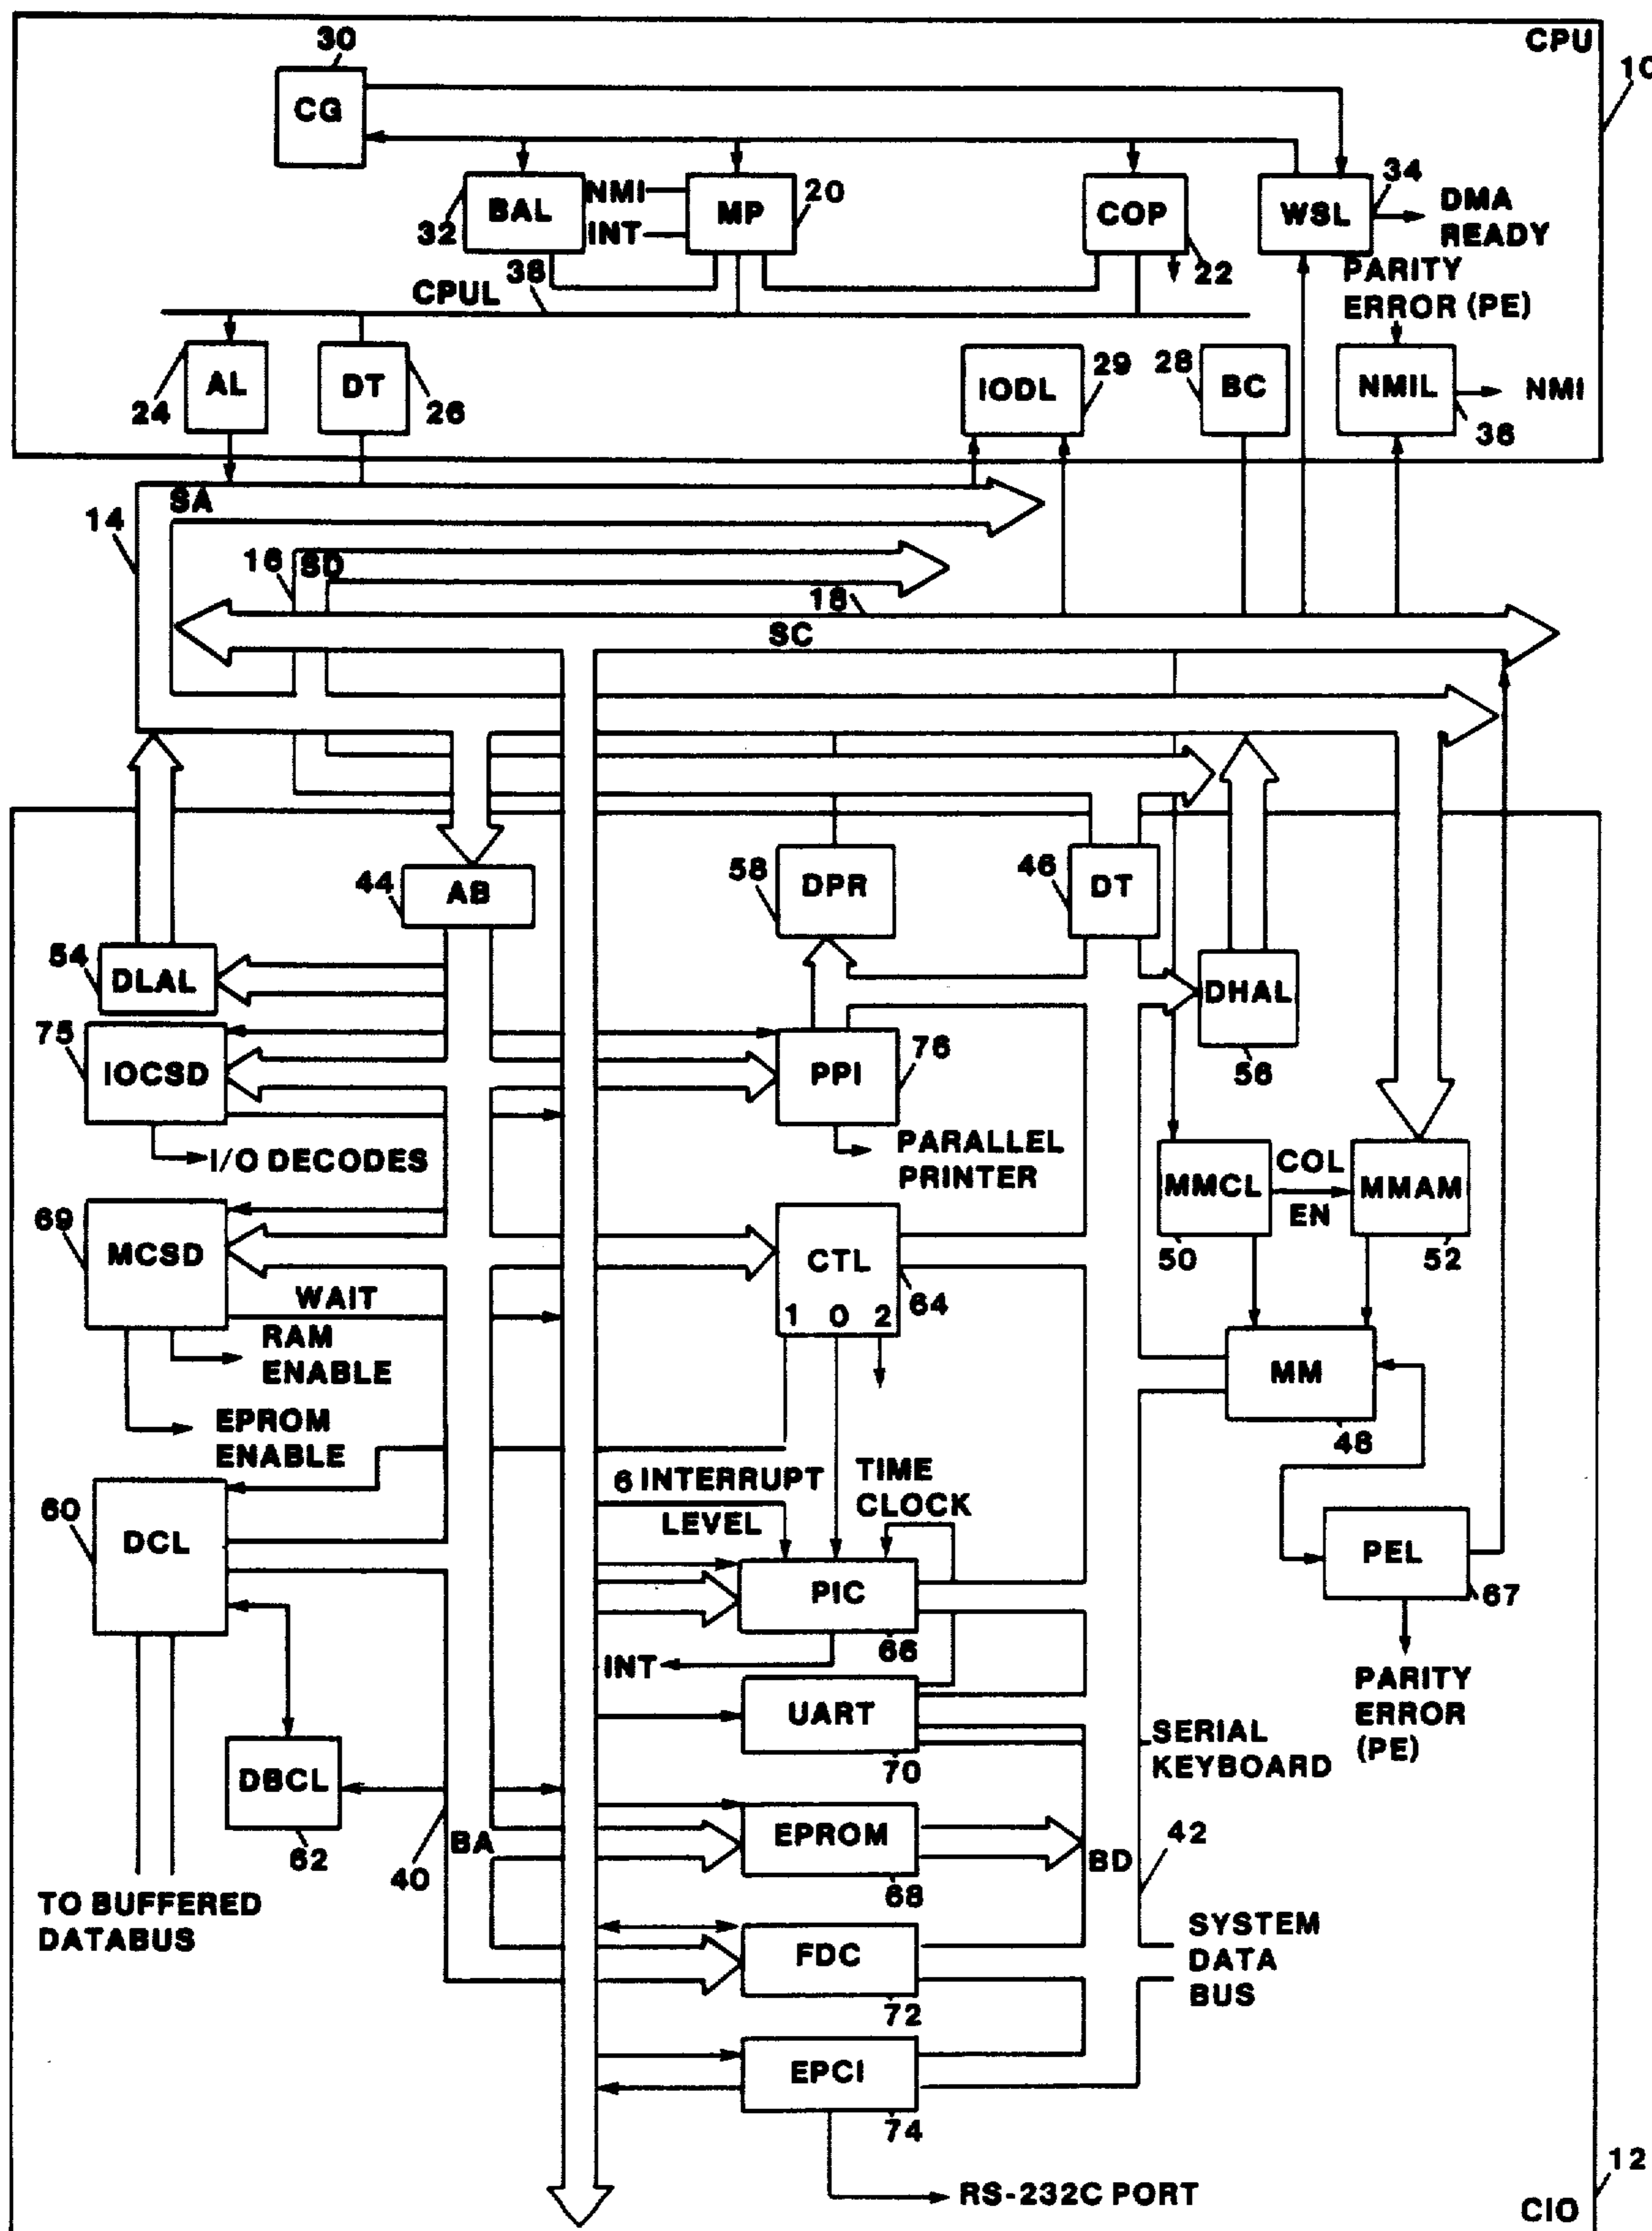 CPU
10
30
CG
BAL
32
NMI
INT
MP
20
COP
22
WSL
34
DMA
READY
PARITY
ERROR (PE)
CPUL
38
AL
24
DT
26
IODL
29
28
BC
NMIL
NMI
36
14
SA
16
SD
18
SC
44
AB
58
DPR
46
DT
54
DLAL
DHAL
56
75
IOCSD
I/O DECODES
PPI
76
PARALLEL
PRINTER
MMCL
50
COL
EN
MMAM
52
69
MCSD
WAIT
RAM
ENABLE
EPROM
ENABLE
CTL
1 0 2
64
MM
48
6 INTERRUPT
LEVEL
TIME
CLOCK
60
DCL
PIC
66
INT
PEL
67
PARITY
ERROR
(PE)
UART
70
SERIAL
KEYBOARD
DBCL
62
40
BA
EPROM
68
BD
42
TO BUFFERED
DATABUS
FDC
72
SYSTEM
DATA
BUS
EPCI
74
RS-232C PORT
12
CIO